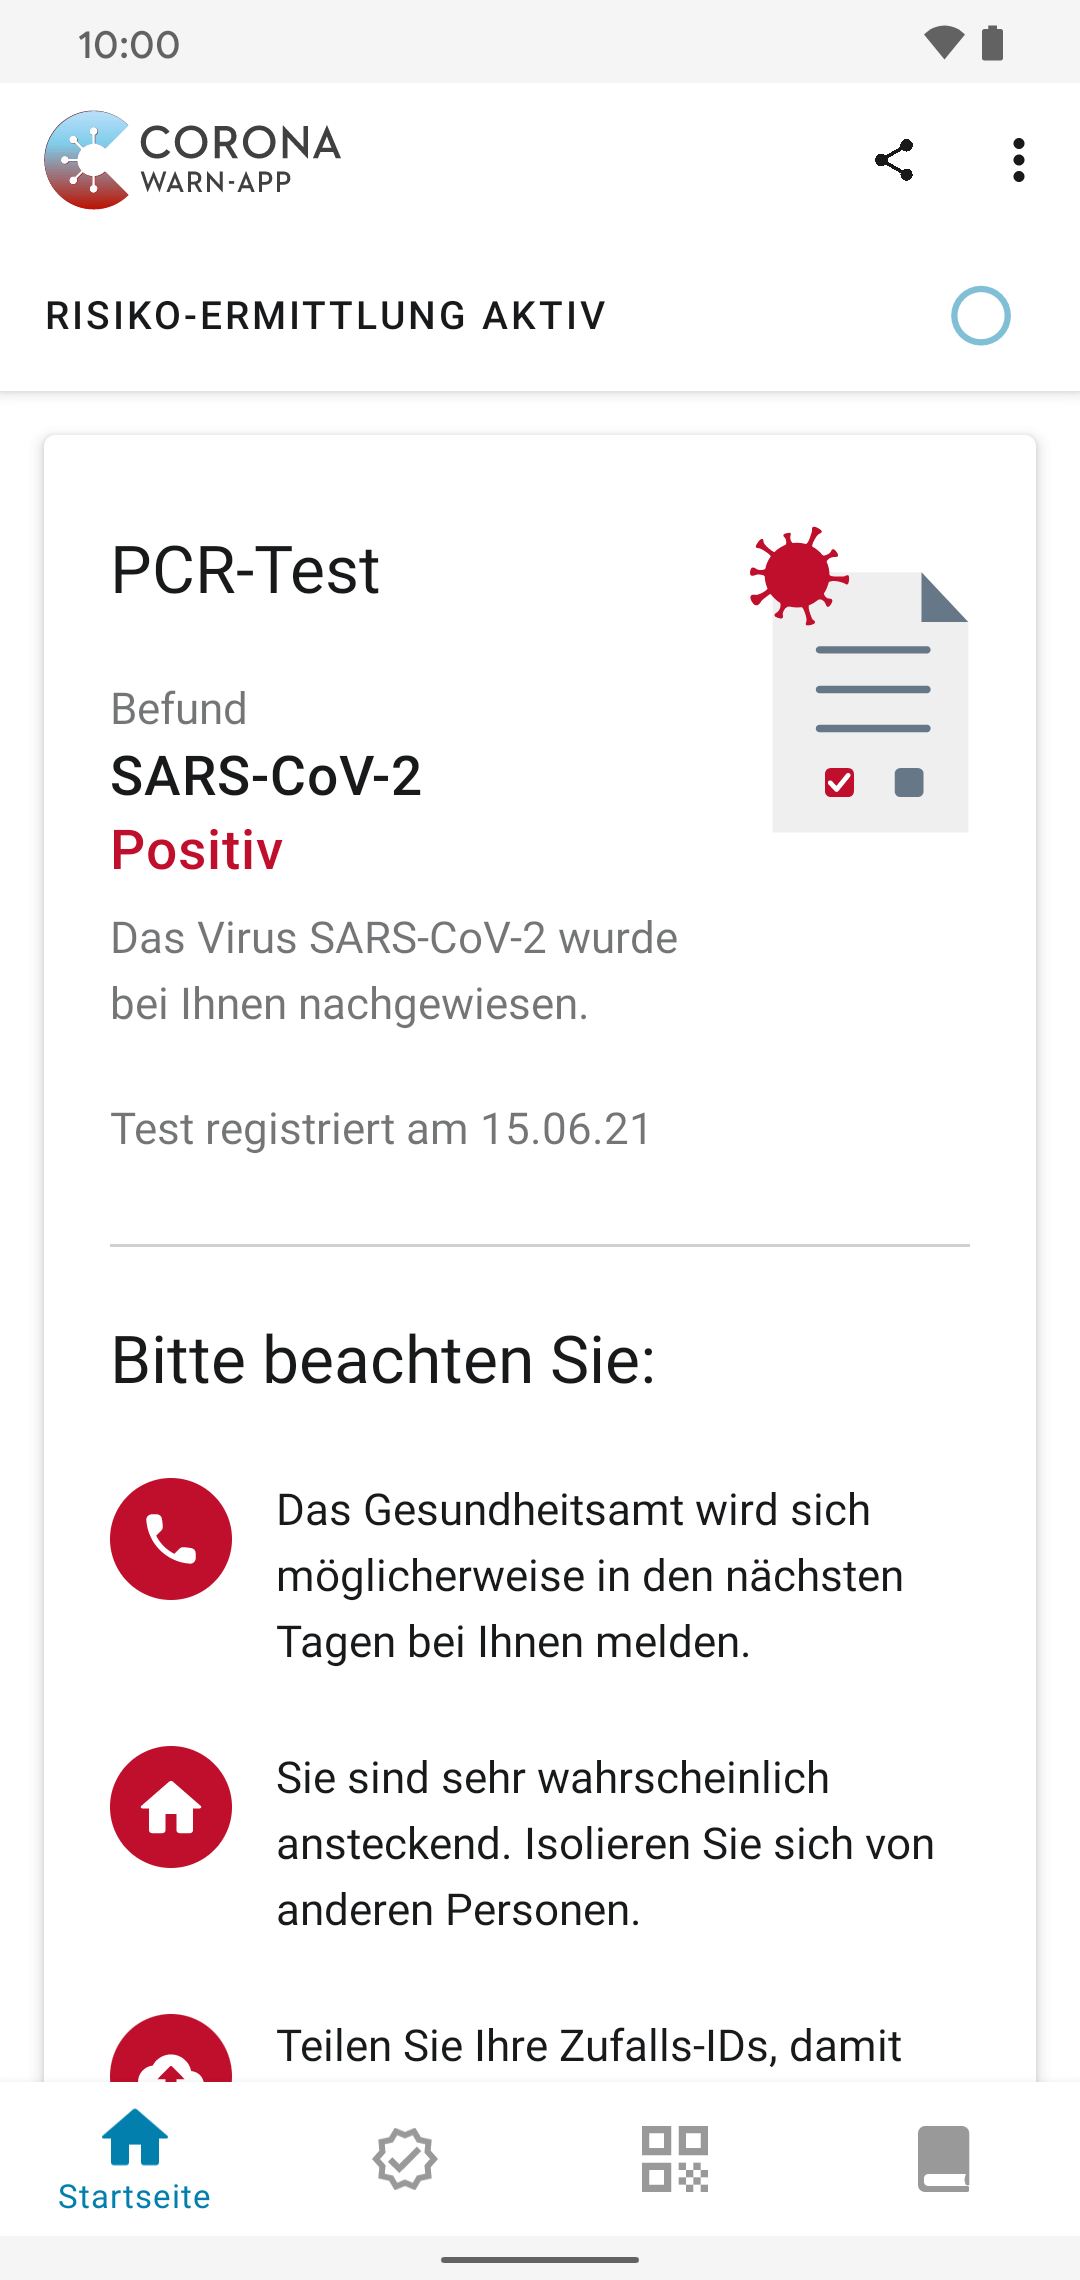 10:00
CORONA
WARN-APP
RISIKO-ERMITTLUNG AKTIV
PCR-Test
Befund
SARS-CoV-2
Positiv
Das Virus SARS-CoV-2 wurde
bei Ihnen nachgewiesen.
Test registriert am 15.06.21
Bitte beachten Sie:
Das Gesundheitsamt wird sich
möglicherweise in den nächsten
Tagen bei Ihnen melden.
Sie sind sehr wahrscheinlich
ansteckend. Isolieren Sie sich von
anderen Personen.
Teilen Sie Ihre Zufalls-IDs, damit
Startseite